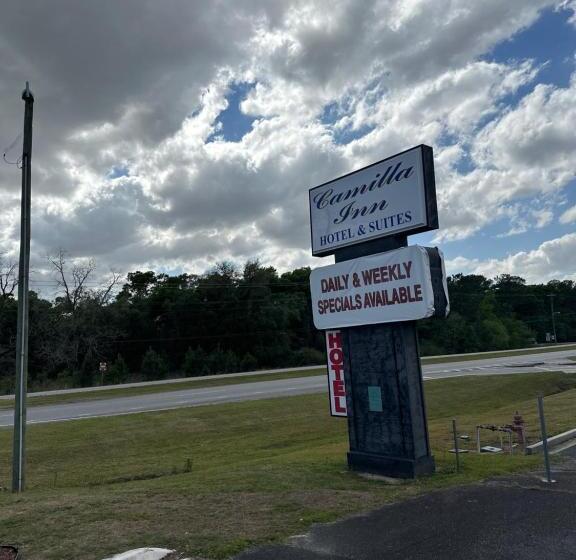 Camilla
Inn
HOTEL & SUITES
DAILY & WEEKLY
SPECIALS AVAILABLE
HOTEL